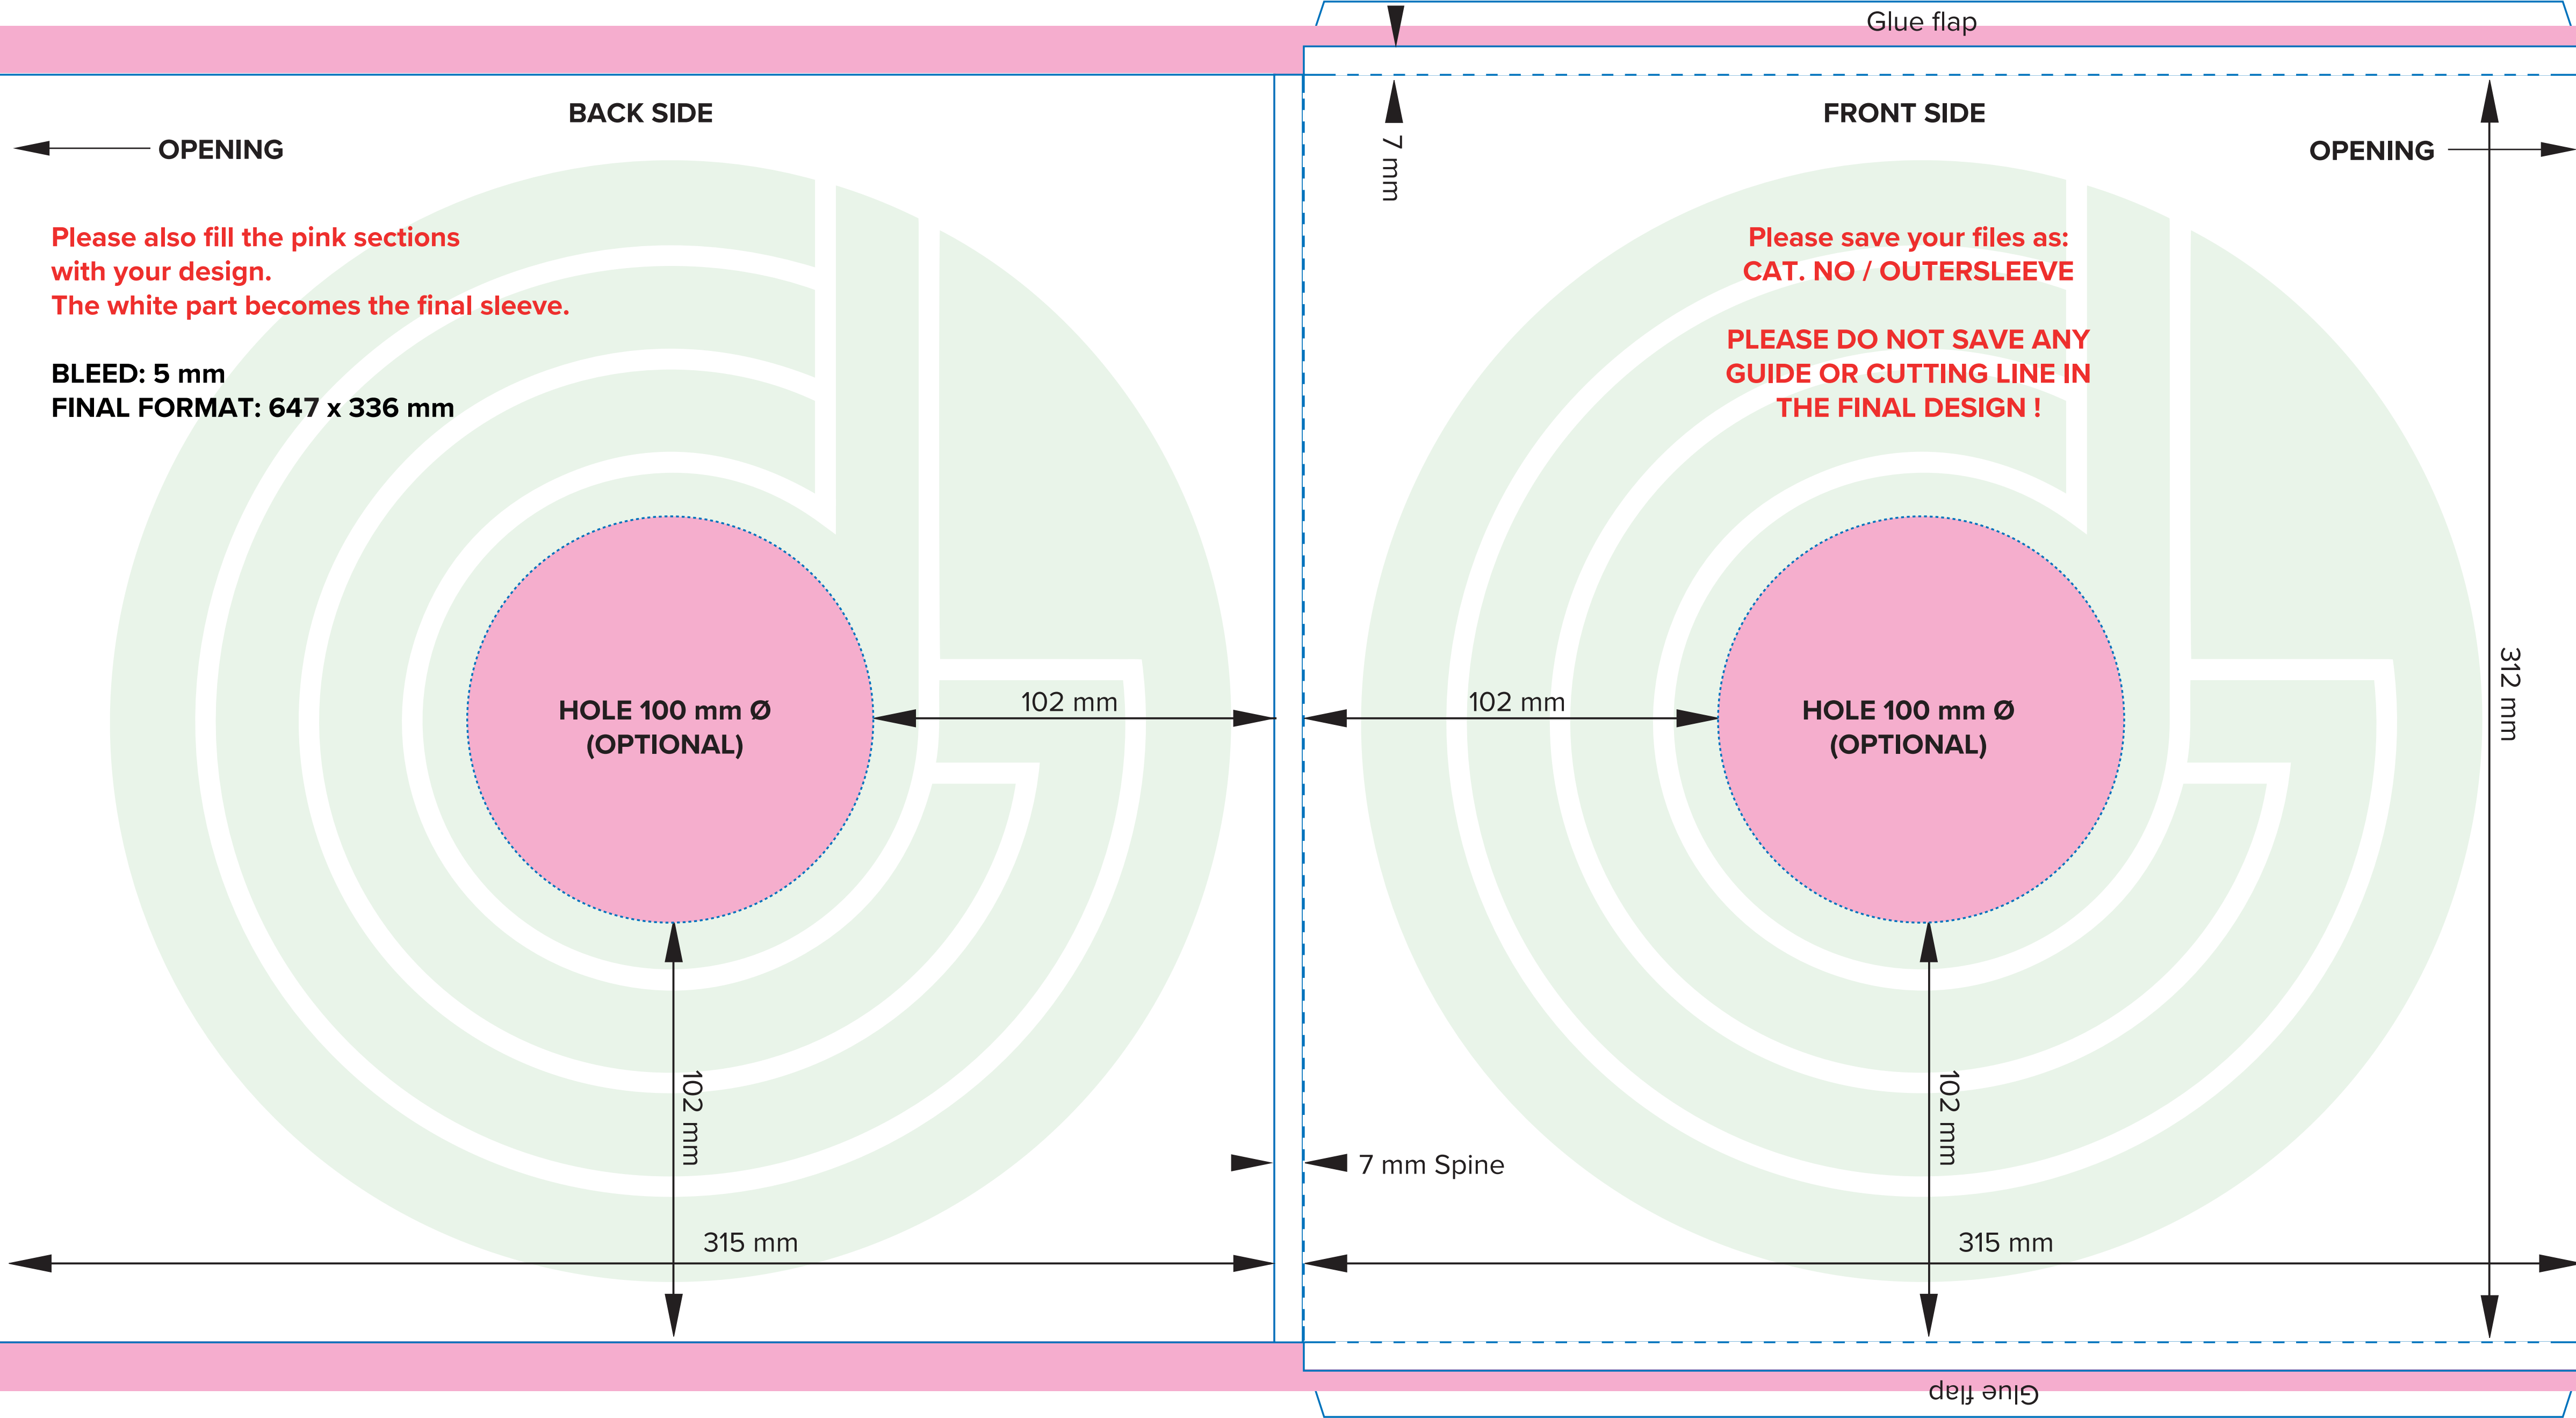 Glue flap
BACK SIDE
FRONT SIDE
OPENING
OPENING
7 mm
Please also fill the pink sections
with your design.
The white part becomes the final sleeve.
BLEED: 5 mm
FINAL FORMAT: 647 x 336 mm
Please save your files as:
CAT. NO / OUTERSLEEVE
PLEASE DO NOT SAVE ANY
GUIDE OR CUTTING LINE IN
THE FINAL DESIGN !
HOLE 100 mm Ø
(OPTIONAL)
102 mm
102 mm
HOLE 100 mm Ø
(OPTIONAL)
312 mm
102 mm
102 mm
7 mm Spine
315 mm
315 mm
Glue flap